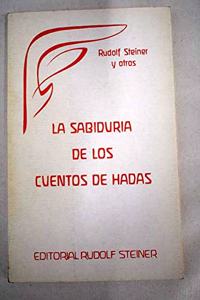 Rudolf Steiner
y otros
LA SABIDURIA
DE LOS
CUENTOS DE HADAS
EDITORIAL RUDOLF STEINER